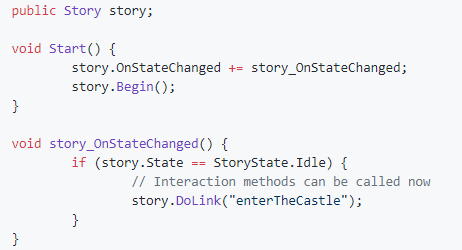 public Story story;
void Start() {
story.OnStateChanged += story_OnStateChanged;
story.Begin();
}
void story_OnStateChanged() {
if (story.State == StoryState.Idle) {
// Interaction methods can be called now
story.DoLink("enterTheCastle");
}
}